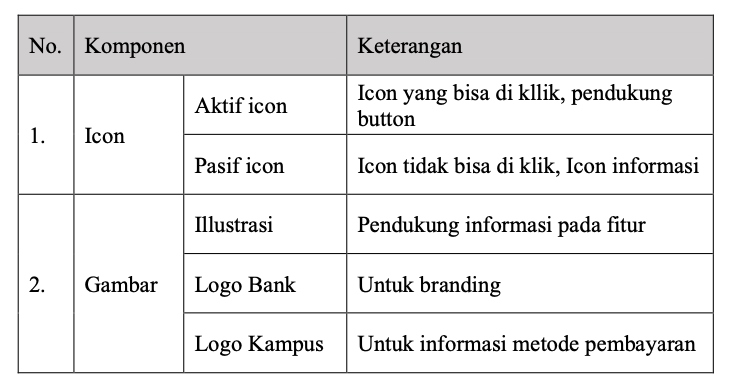 No. Komponen Keterangan
1. Icon Aktif icon Icon yang bisa di kllik, pendukung
button
Pasif icon Icon tidak bisa di klik, Icon informasi
2. Gambar Illustrasi Pendukung informasi pada fitur
Logo Bank Untuk branding
Logo Kampus Untuk informasi metode pembayaran